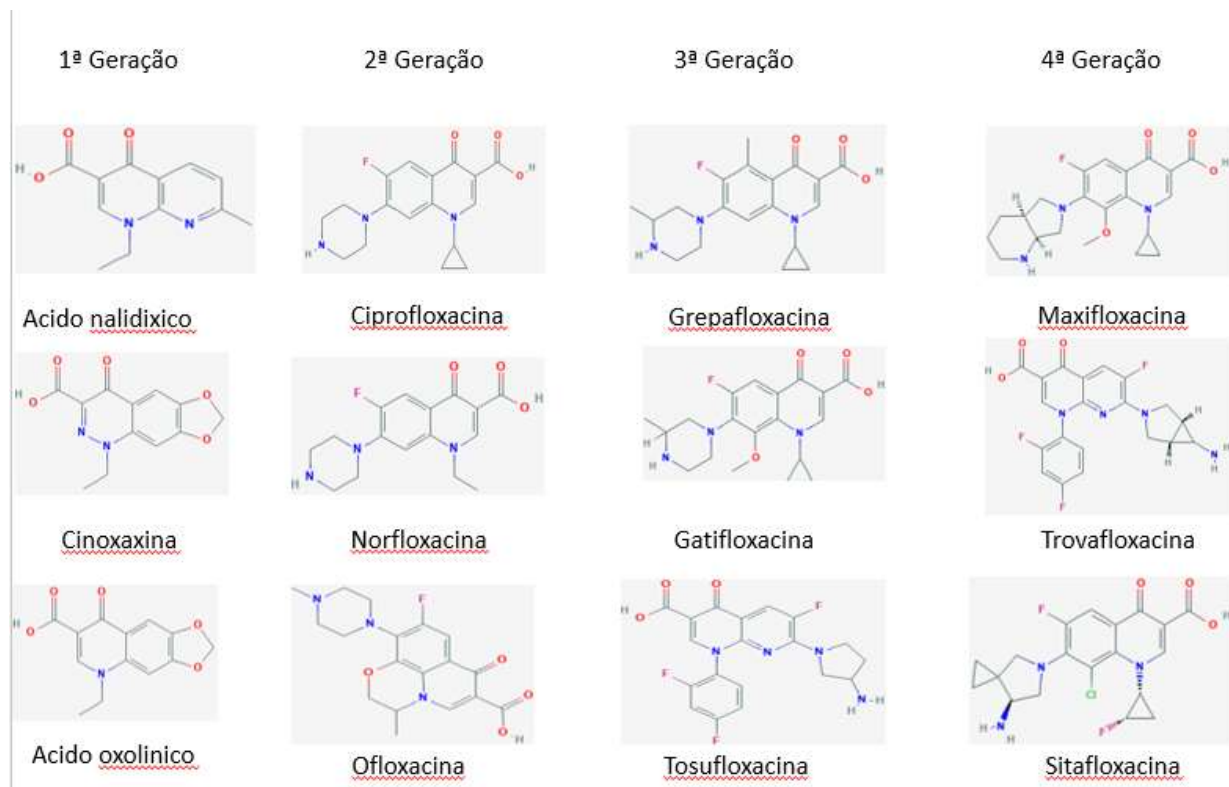 1ª Geração 2ª Geração 3ª Geração 4ª Geração
Acido nalidixico Ciprofloxacina Grepafloxacina Maxifloxacina
Cinoxaxina Norfloxacina Gatifloxacina Trovafloxacina
Acido oxolinico Ofloxacina Tosufloxacina Sitafloxacina